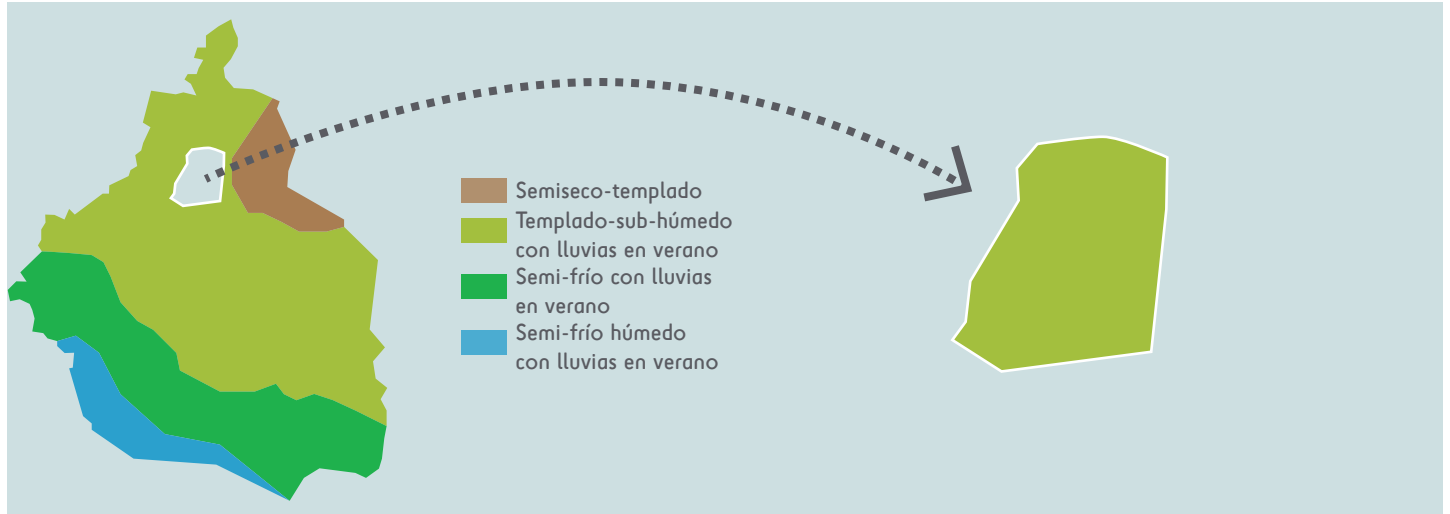 Semiseco-templado
Templado-sub-húmedo
con lluvias en verano
Semi-frío con lluvias
en verano
Semi-frío húmedo
con lluvias en verano